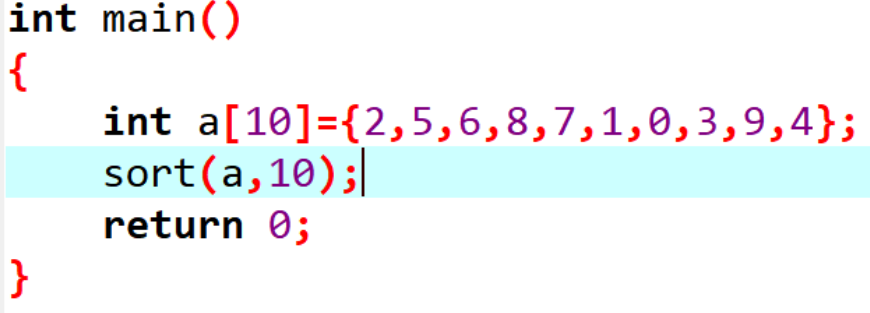 int main()
{
    int a[10]={2,5,6,8,7,1,0,3,9,4};
    sort(a,10);
    return 0;
}